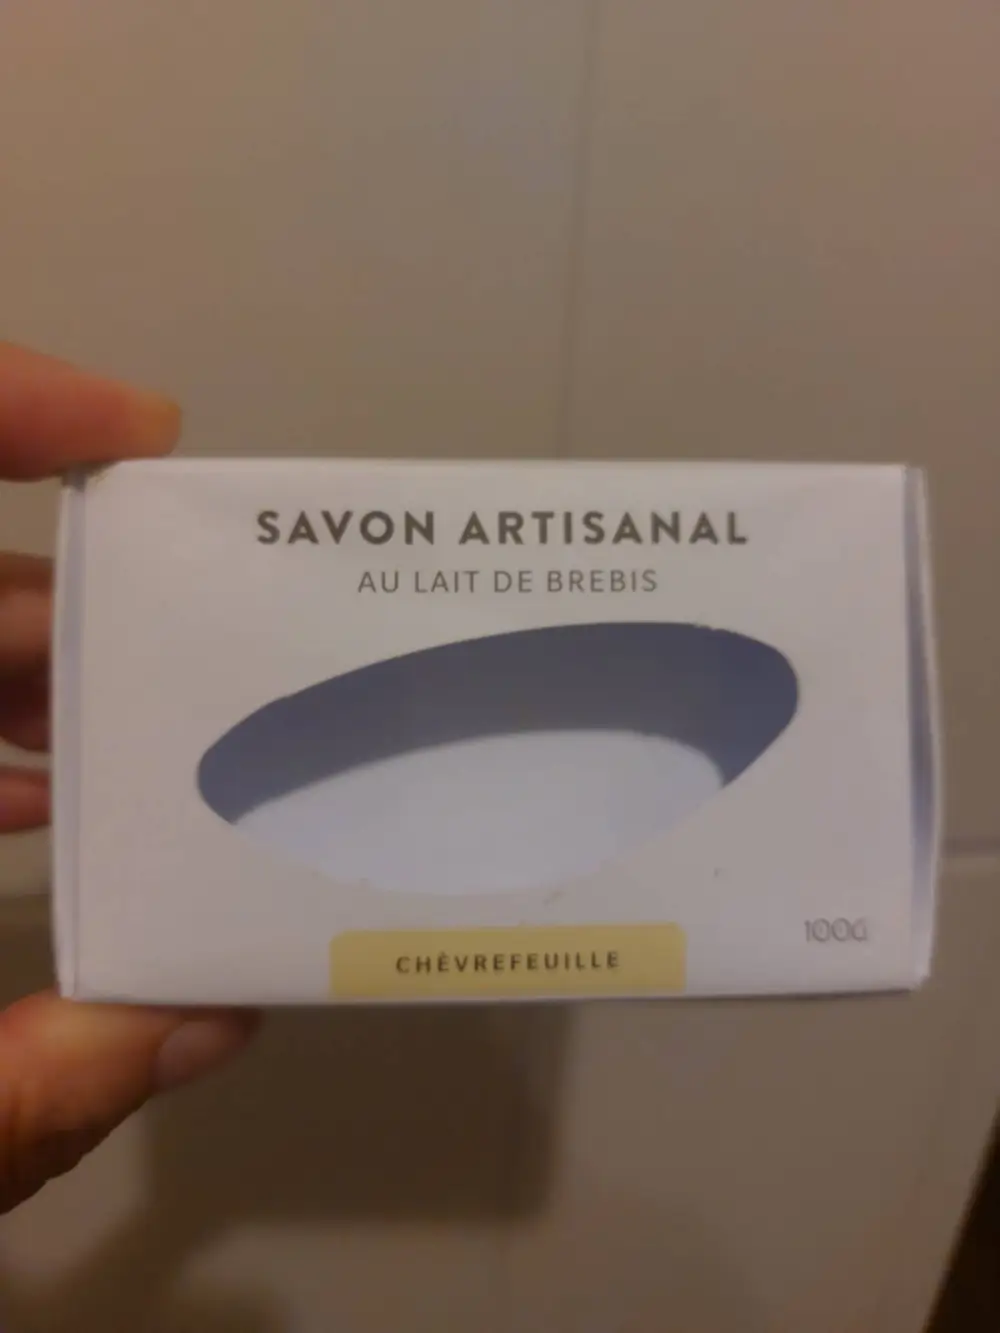 SAVON ARTISANAL
AU LAIT DE BREBIS
100G
CHÈVREFEUILLE